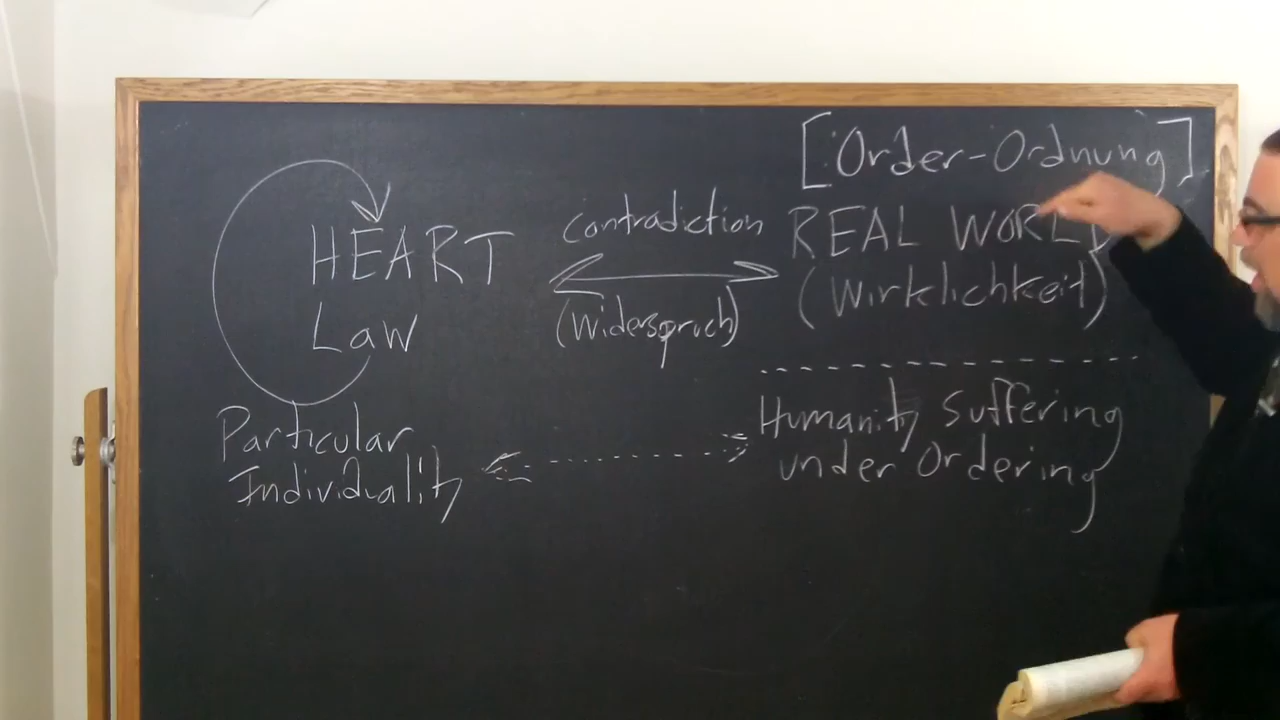 [Order-Ordnung]
HEART
Law
contradiction
(Widerspruch)
REAL WORLD
(Wirklichkeit)
Particular
Individuality
Humanity Suffering
under Ordering